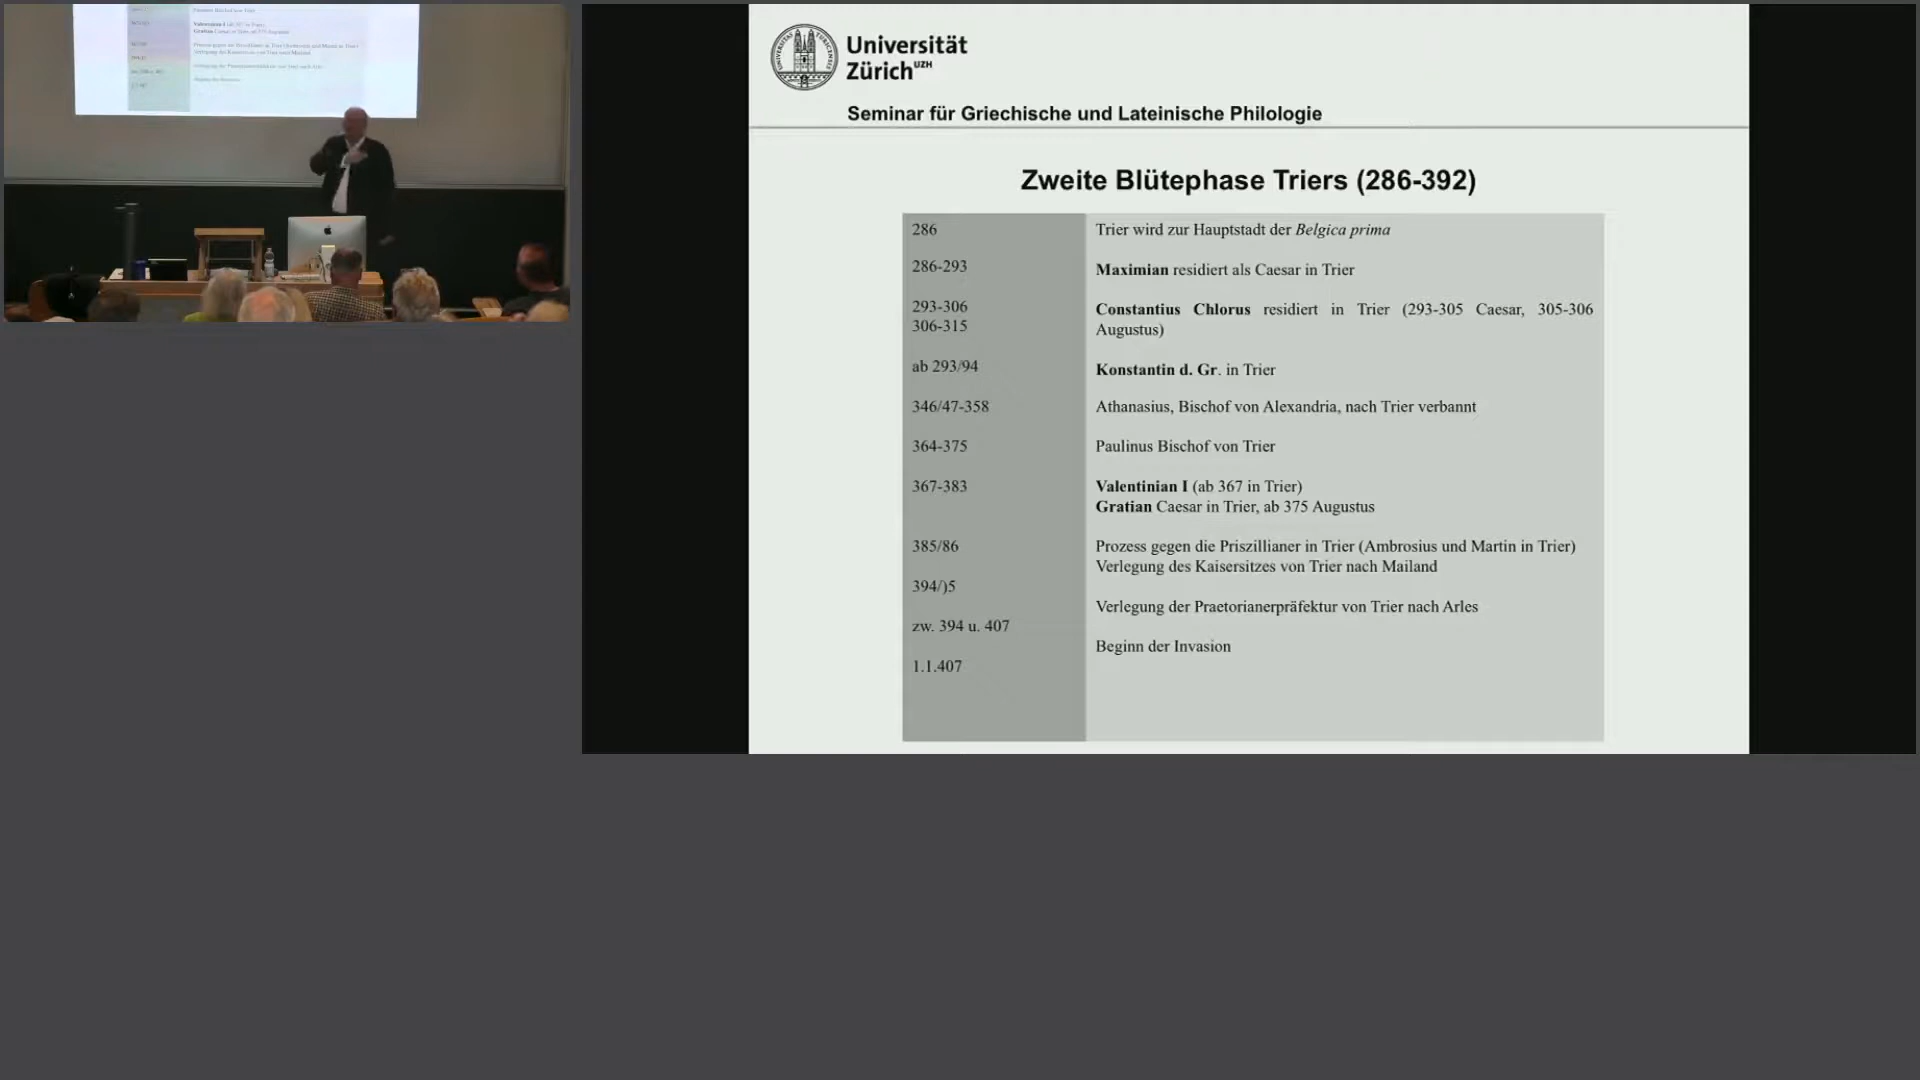 Universität
Zürich UZH
Seminar für Griechische und Lateinische Philologie
Zweite Blütephase Triers (286-392)
286
Trier wird zur Hauptstadt der Belgica prima
286-293
Maximian residiert als Caesar in Trier
293-306
Constantius Chlorus residiert in Trier (293-305 Caesar, 305-306
306-315
Augustus)
ab 293/94
Konstantin d. Gr. in Trier
346/47-358
Athanasius, Bischof von Alexandria, nach Trier verbannt
364-375
Paulinus Bischof von Trier
367-383
Valentinian I (ab 367 in Trier)
Gratian Caesar in Trier, ab 375 Augustus
385/86
Prozess gegen die Priszillianer in Trier (Ambrosius und Martin in Trier)
Verlegung des Kaisersitzes von Trier nach Mailand
394/)5
Verlegung der Praetorianerpräfektur von Trier nach Arles
zw. 394 u. 407
Beginn der Invasion
1.1.407